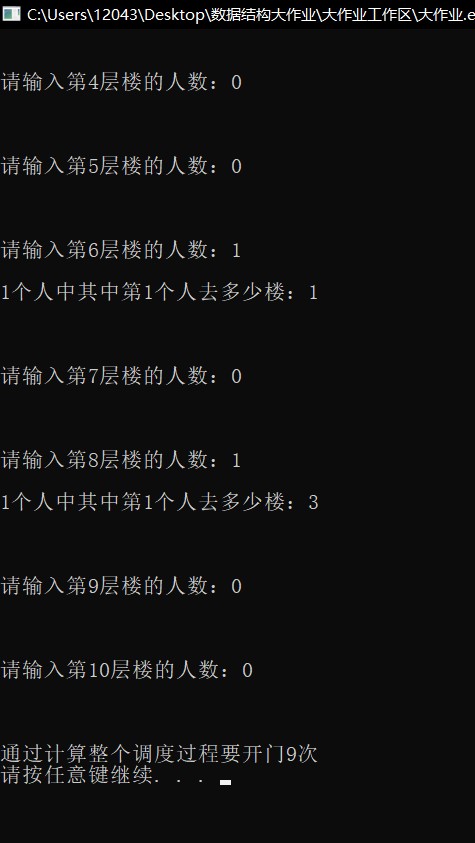 C:\Users\12043\Desktop\数据结构大作业\大作业工作区\大作业.e
请输入第4层楼的人数：0
请输入第5层楼的人数：0
请输入第6层楼的人数：1
1个人中其中第1个人去多少楼：1
请输入第7层楼的人数：0
请输入第8层楼的人数：1
1个人中其中第1个人去多少楼：3
请输入第9层楼的人数：0
请输入第10层楼的人数：0
通过计算整个调度过程要开门9次
请按任意键继续. . .